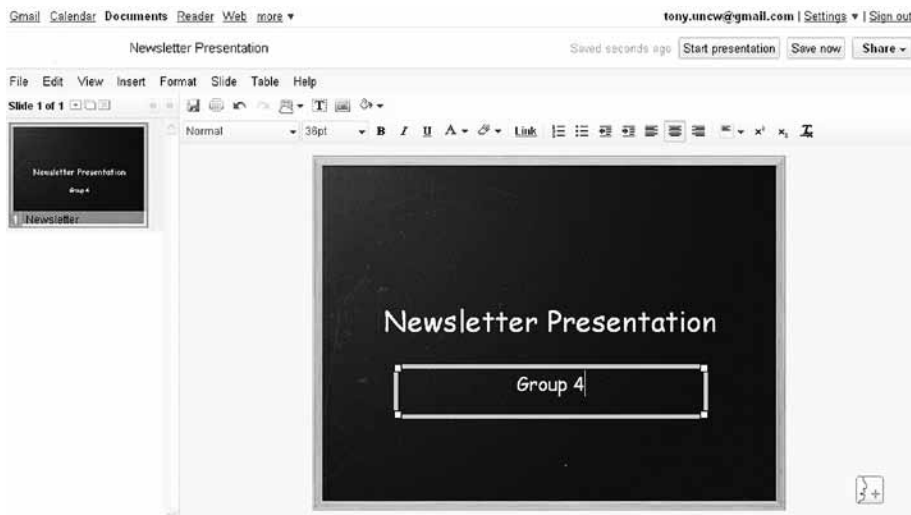 Gmail Calendar Documents Reader Web more ▼ tony.uncw@gmail.com | Settings ▼ | Sign out
Newsletter Presentation Saved seconds ago Start presentation Save now Share
File Edit View Insert Format Slide Table Help
Slide 1 of 1
Normal 36pt B I U A Link
Newsletter Presentation
Group 4
1 Newsletter
Newsletter Presentation
Group 4